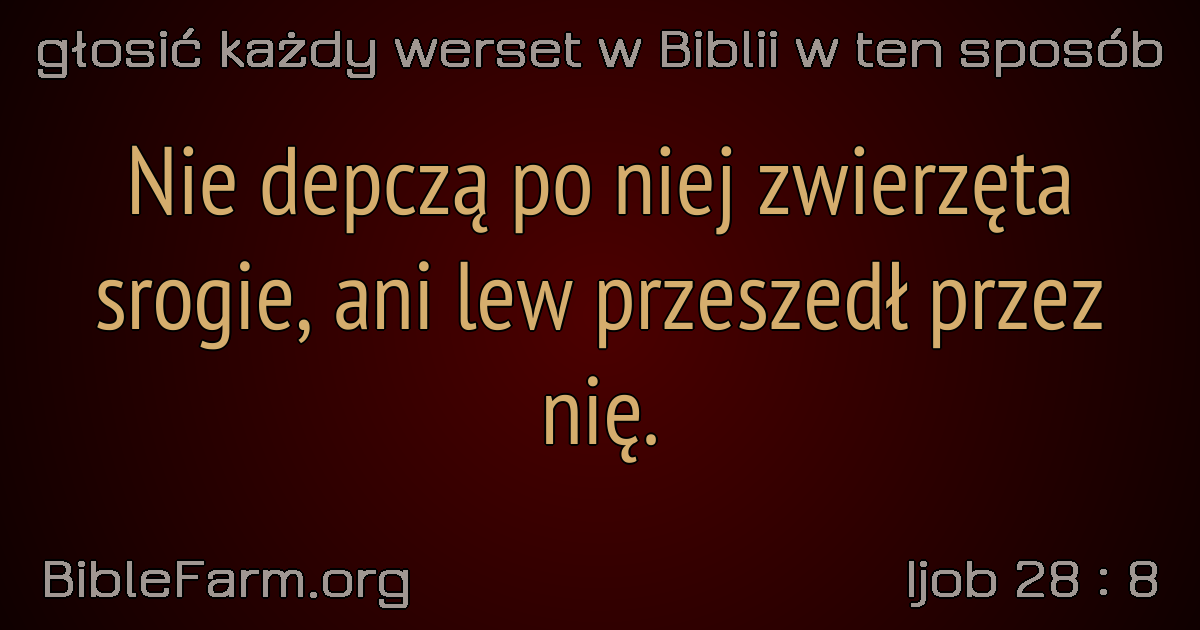 głosić każdy werset w Biblii w ten sposób
Nie depczą po niej zwierzęta
srogie, ani lew przeszedł przez
nię.
BibleFarm.org
Ijob 28 : 8